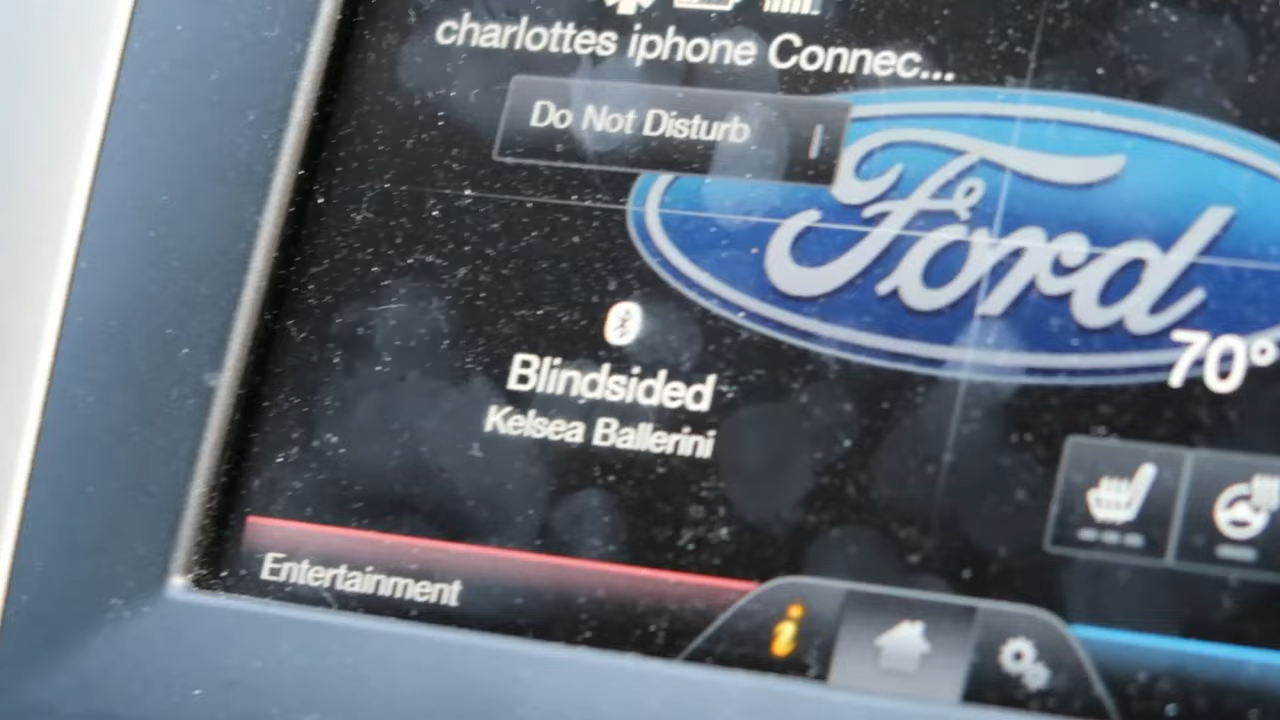 charlottes iphone Connec...
Do Not Disturb
Ford
70°
Blindsided
Kelsea Ballerini
Entertainment
i